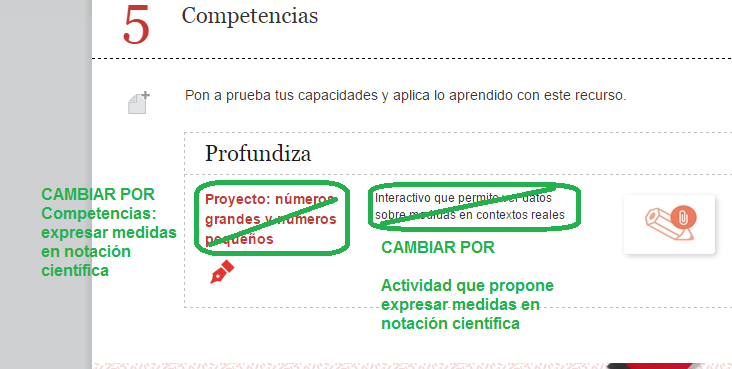 5 Competencias
Pon a prueba tus capacidades y aplica lo aprendido con este recurso.
Profundiza
CAMBIAR POR
Competencias:
expresar medidas
en notación
científica
Proyecto: números
grandes y números
pequeños
Interactivo que permite ver datos
sobre medidas en contextos reales
CAMBIAR POR
Actividad que propone
expresar medidas en
notación científica